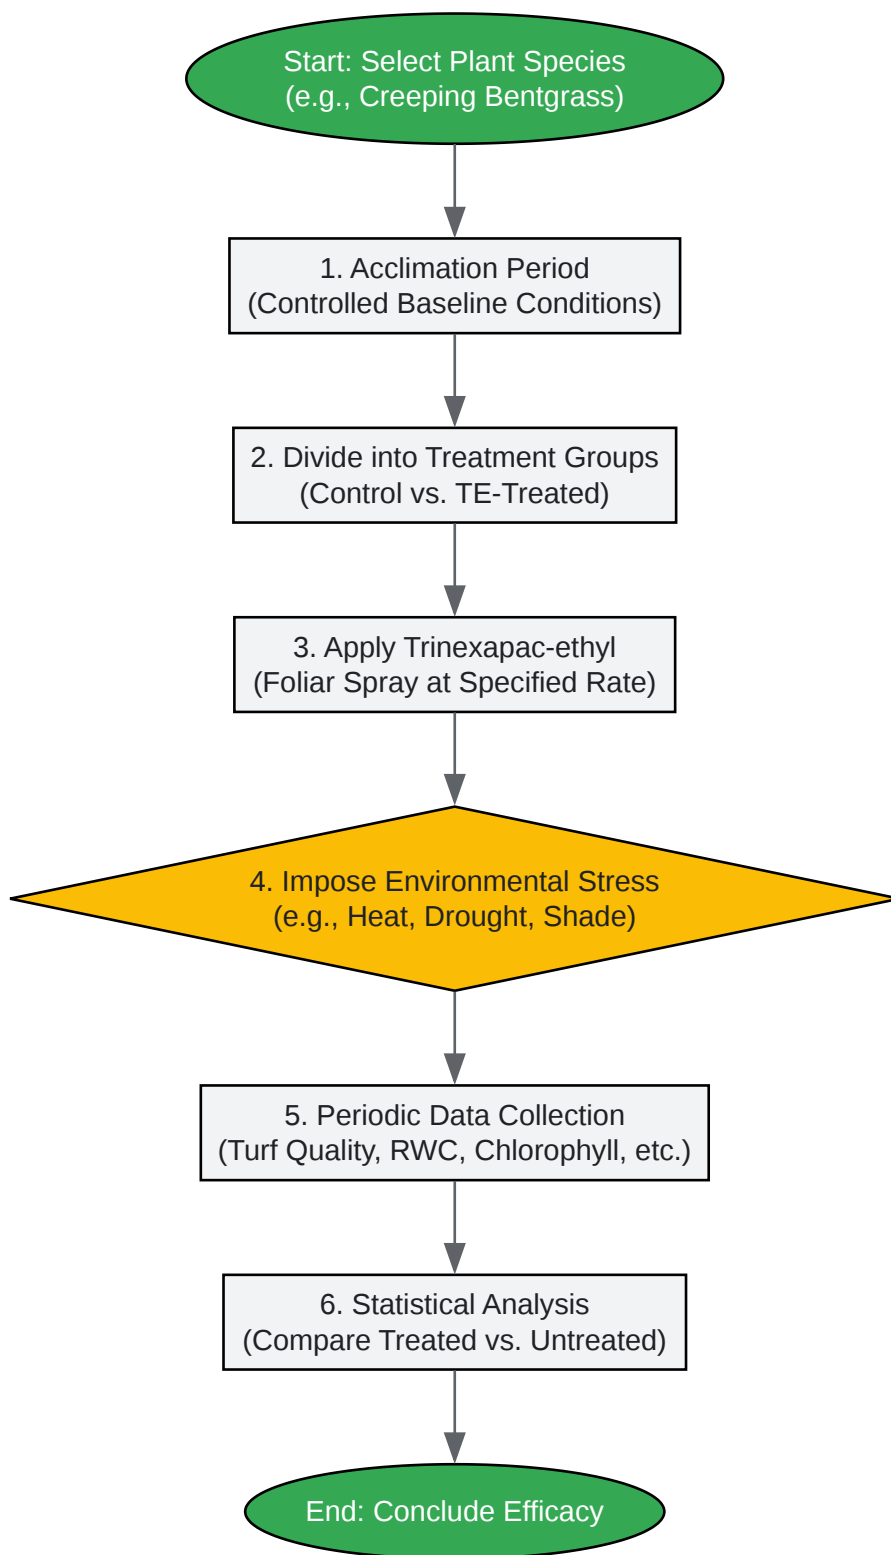 Start: Select Plant Species
(e.g., Creeping Bentgrass)
1. Acclimation Period
(Controlled Baseline Conditions)
2. Divide into Treatment Groups
(Control vs. TE-Treated)
3. Apply Trinexapac-ethyl
(Foliar Spray at Specified Rate)
4. Impose Environmental Stress
(e.g., Heat, Drought, Shade)
5. Periodic Data Collection
(Turf Quality, RWC, Chlorophyll, etc.)
6. Statistical Analysis
(Compare Treated vs. Untreated)
End: Conclude Efficacy